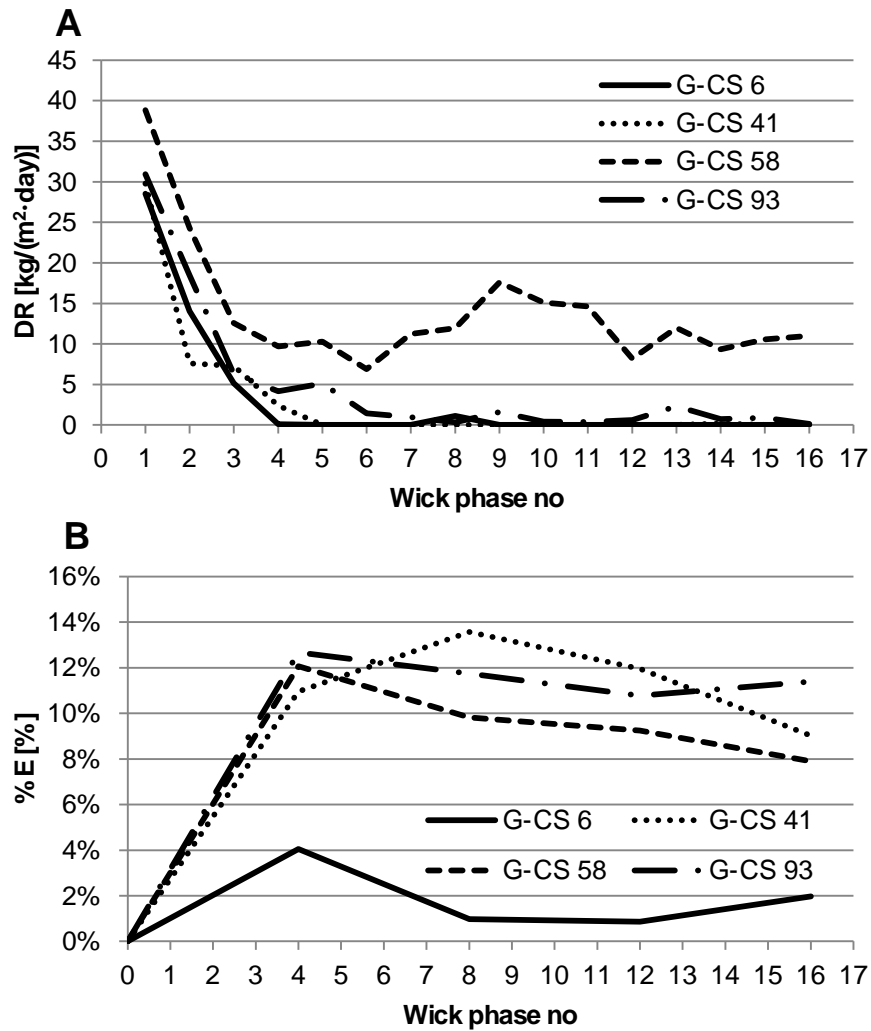 A
DR [kg/(m²·day)]
45
40
35
30
25
20
15
10
5
0
G-CS 6
G-CS 41
G-CS 58
G-CS 93
0 1 2 3 4 5 6 7 8 9 10 11 12 13 14 15 16 17
Wick phase no
B
%E [%]
16%
14%
12%
10%
8%
6%
4%
2%
0%
G-CS 6 G-CS 41
G-CS 58 G-CS 93
0 1 2 3 4 5 6 7 8 9 10 11 12 13 14 15 16 17
Wick phase no